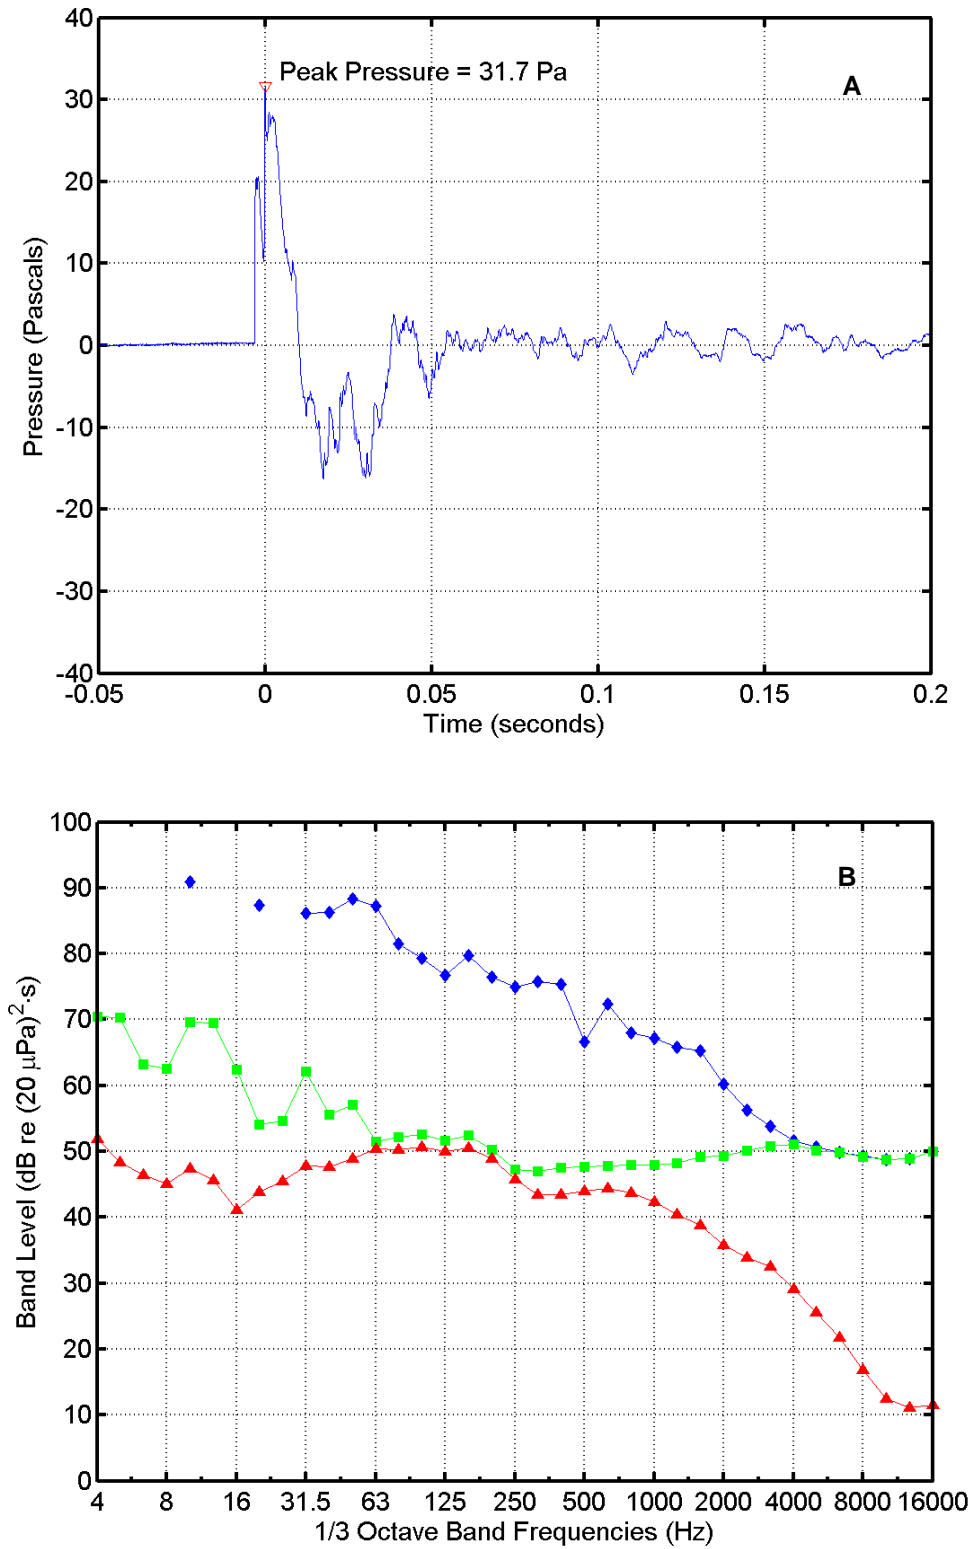 40
30
20
10
0
-10
-20
-30
-40
Pressure (Pascals)
Peak Pressure = 31.7 Pa
A
-0.05 0 0.05 0.1 0.15 0.2
Time (seconds)
100
90
80
70
60
50
40
30
20
10
0
Band Level (dB re (20 μPa)²·s)
B
4 8 16 31.5 63 125 250 500 1000 2000 4000 8000 16000
1/3 Octave Band Frequencies (Hz)